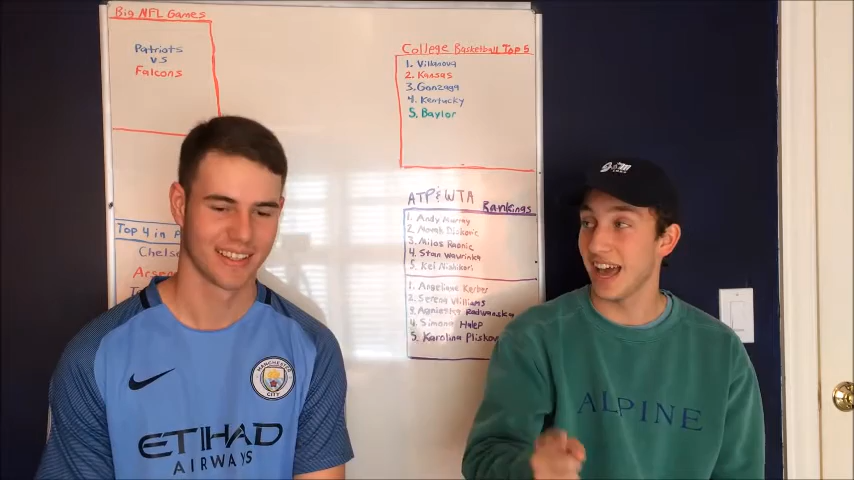 Big NFL Games
Patriots
vs
Falcons
College Basketball Top 5
1. Villanova
2. Kansas
3. Gonzaga
4. Kentucky
5. Baylor
ATP & WTA Rankings
1. Andy Murray
2. Novak Djokovic
3. Milos Raonic
4. Stan Wawrinka
5. Kei Nishikori
1. Angelique Kerber
2. Serena Williams
3. Agnieszka Radwanska
4. Simona Halep
5. Karolina Pliskov
Top 4 in
Chelsea
Arsena
MANCHESTER
CITY
ETIHAD
AIRWAYS
ALPINE